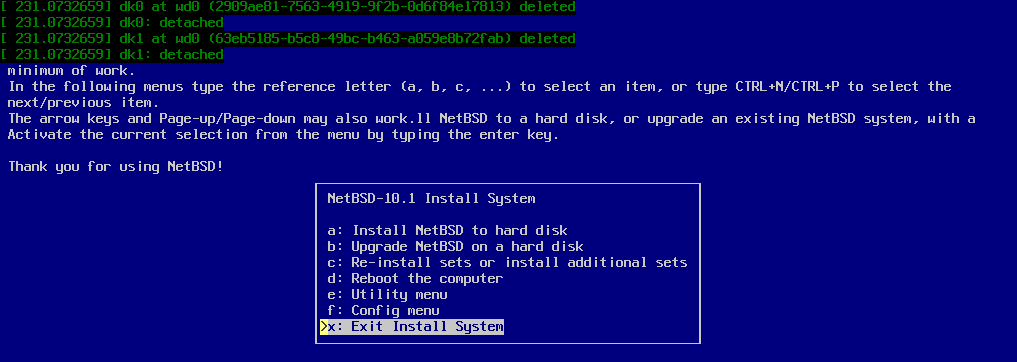 [ 231.0732659] dk0 at wd0 (2909ae81-7563-4919-9f2b-0d6f84e17813) deleted
[ 231.0732659] dk0: detached
[ 231.0732659] dk1 at wd0 (63eb5185-b5c8-49bc-b463-a059e8b72fab) deleted
[ 231.0732659] dk1: detached
minimum of work.
In the following menus type the reference letter (a, b, c, ...) to select an item, or type CTRL+N/CTRL+P to select the
next/previous item.
The arrow keys and Page-up/Page-down may also work.ll NetBSD to a hard disk, or upgrade an existing NetBSD system, with a
Activate the current selection from the menu by typing the enter key.
Thank you for using NetBSD!
NetBSD-10.1 Install System
a: Install NetBSD to hard disk
b: Upgrade NetBSD on a hard disk
c: Re-install sets or install additional sets
d: Reboot the computer
e: Utility menu
f: Config menu
>x: Exit Install System